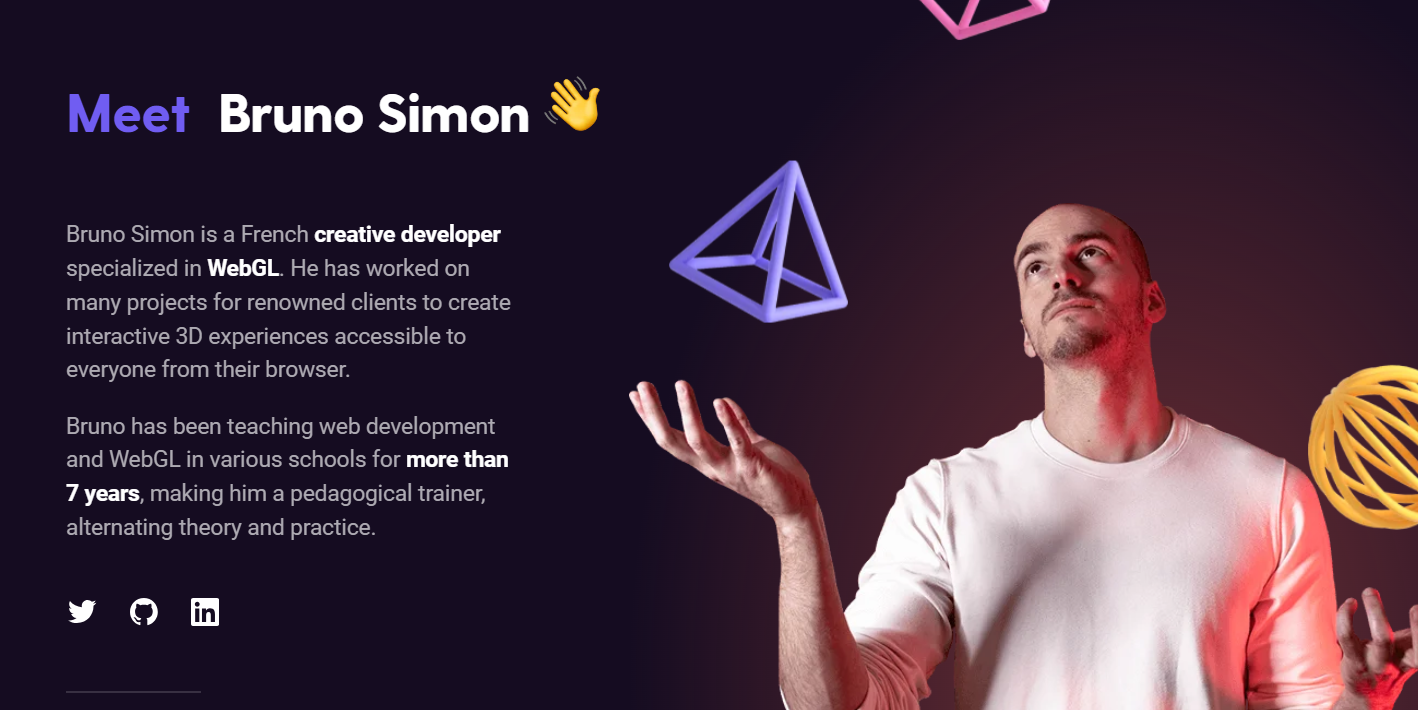 Meet Bruno Simon 👋
Bruno Simon is a French creative developer
specialized in WebGL. He has worked on
many projects for renowned clients to create
interactive 3D experiences accessible to
everyone from their browser.
Bruno has been teaching web development
and WebGL in various schools for more than
7 years, making him a pedagogical trainer,
alternating theory and practice.
in